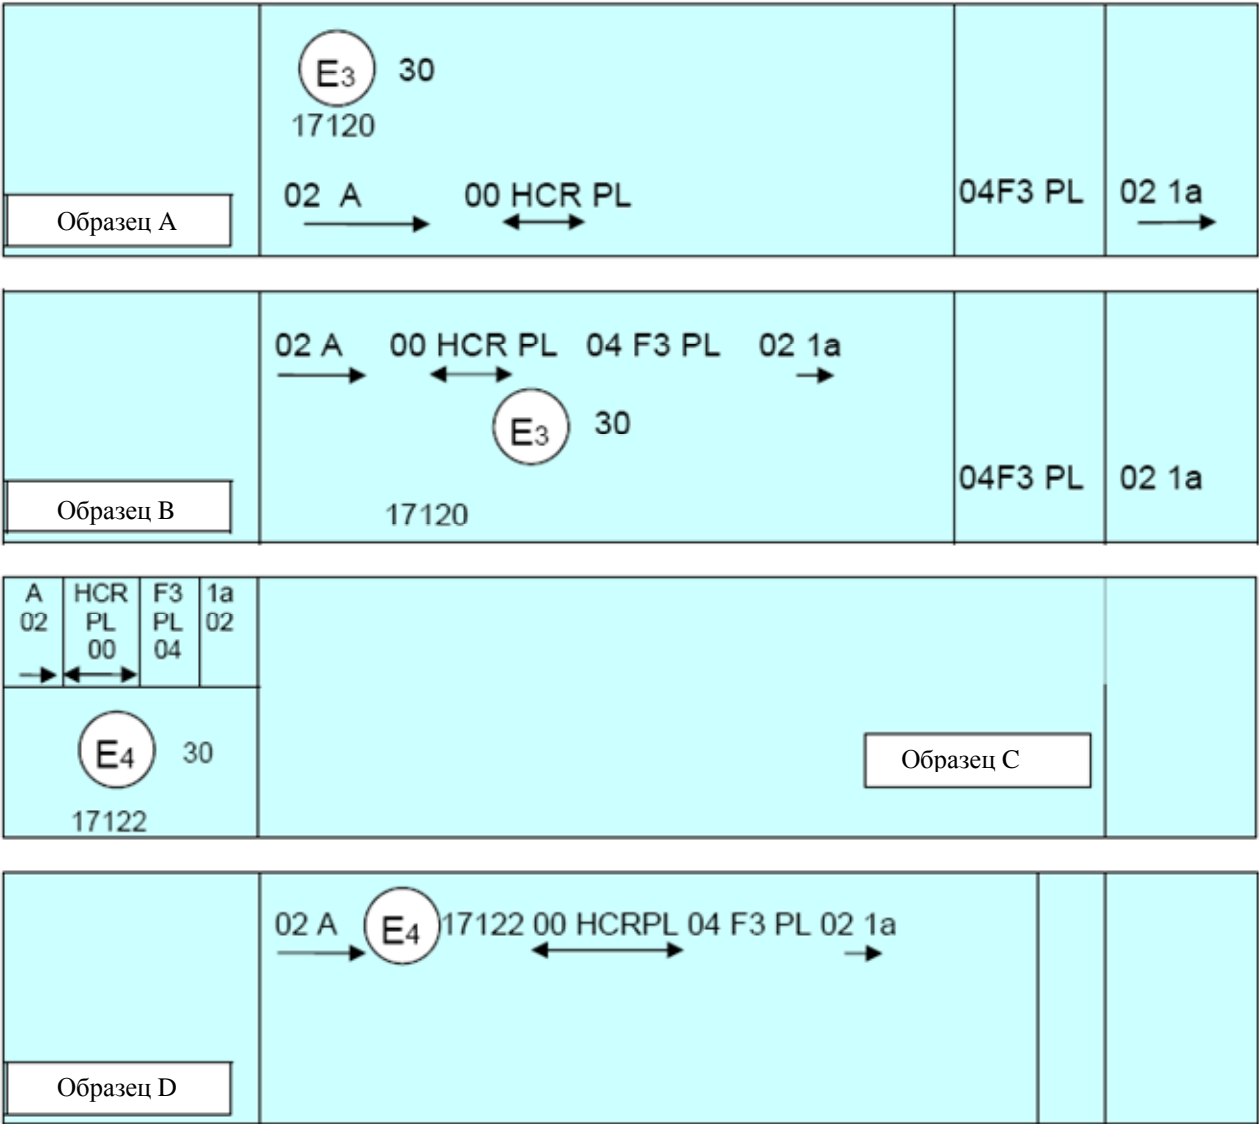 E3 30
17120
02 A 00 HCR PL 04F3 PL 02 1a
Образец А
02 A 00 HCR PL 04 F3 PL 02 1a
E3 30
04F3 PL 02 1a
Образец В
17120
A HCR F3 1a
02 PL PL 02
00 04
E4 30
Образец С
17122
02 A E4 17122 00 HCRPL 04 F3 PL 02 1a
Образец D